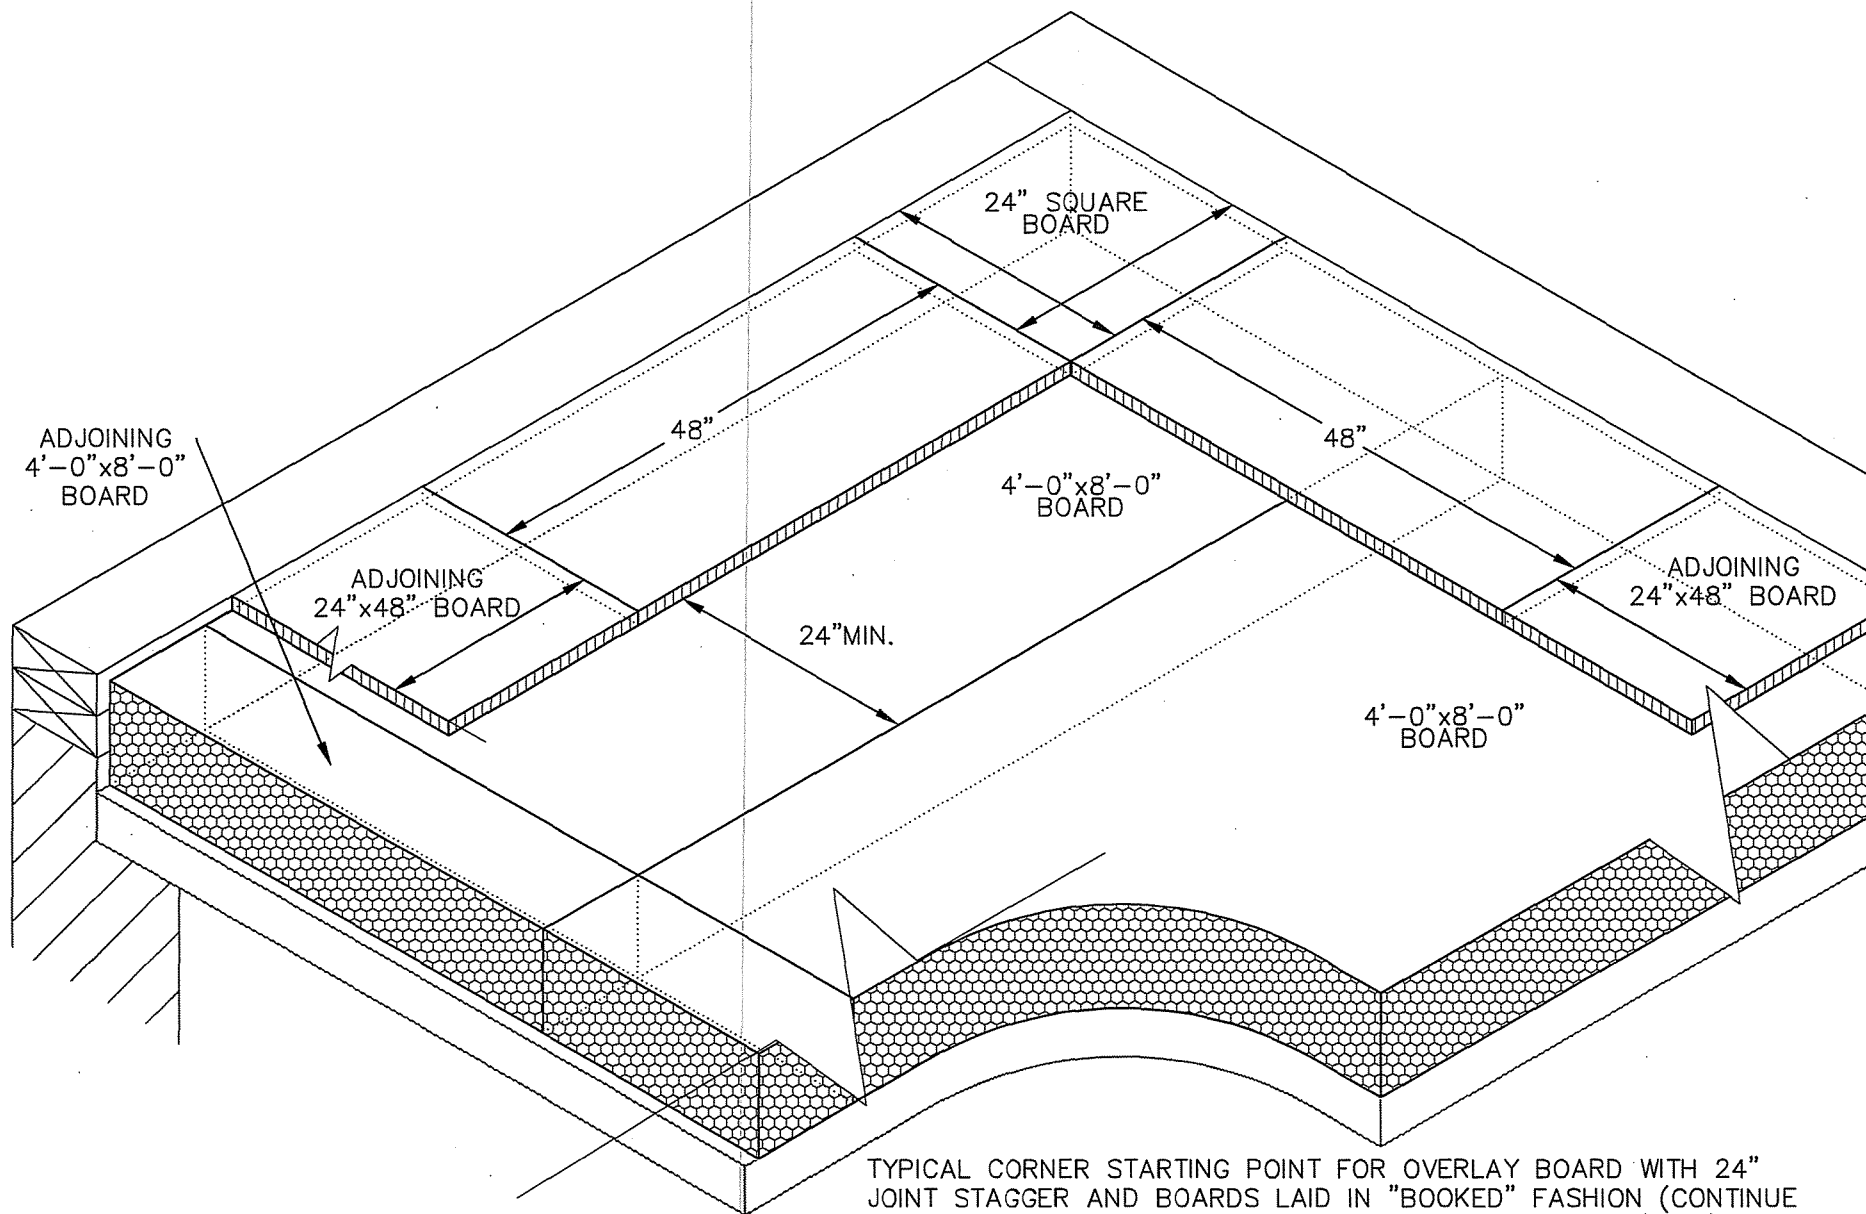 24" SQUARE
BOARD
48"
48"
ADJOINING
4'-0"x8'-0"
BOARD
4'-0"x8'-0"
BOARD
ADJOINING
24"x48" BOARD
ADJOINING
24"x48" BOARD
24"MIN.
4'-0"x8'-0"
BOARD
TYPICAL CORNER STARTING POINT FOR OVERLAY BOARD WITH 24"
JOINT STAGGER AND BOARDS LAID IN "BOOKED" FASHION (CONTINUE